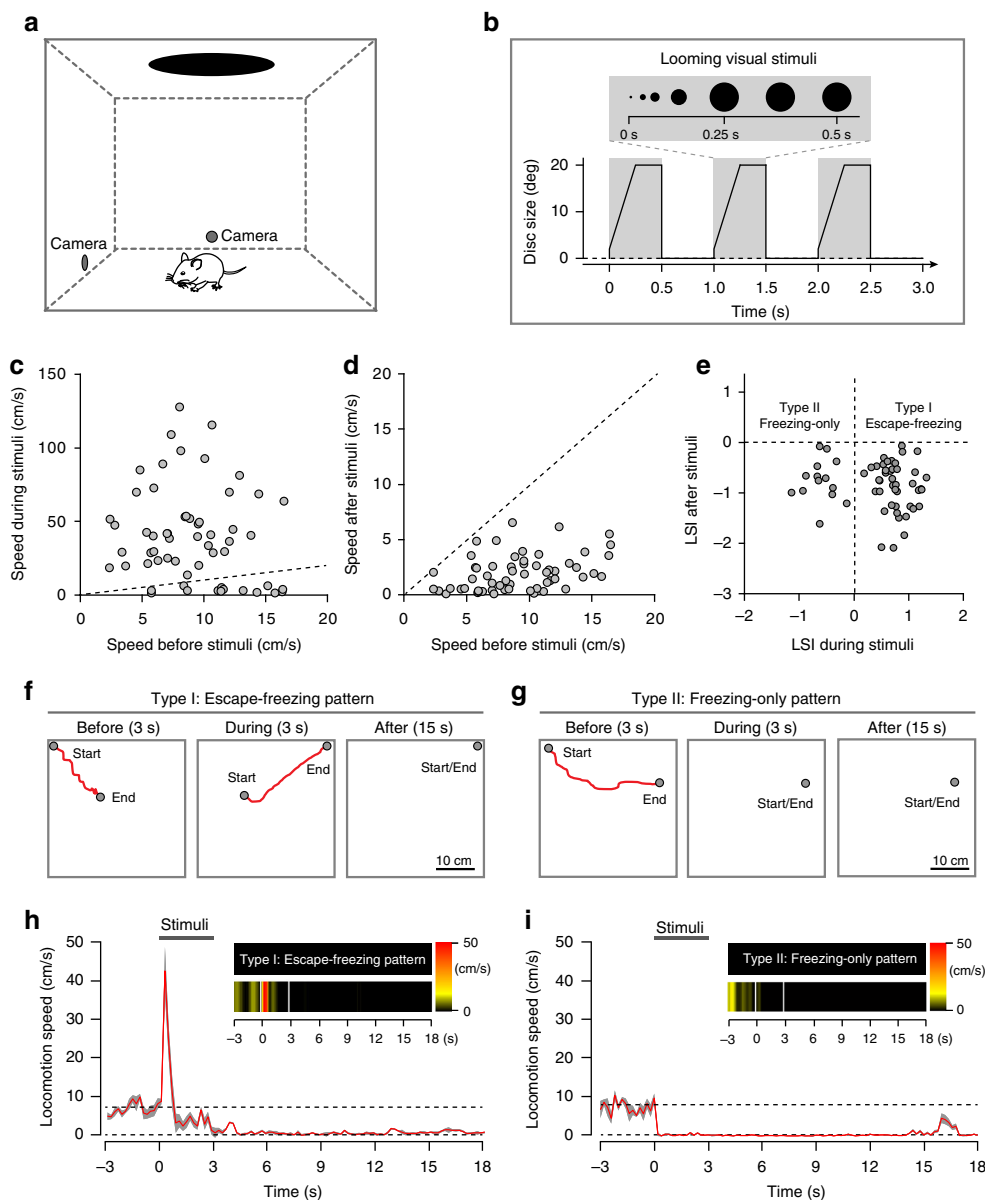 a
Camera
Camera
b
Looming visual stimuli
0 s
0.25 s
0.5 s
Disc size (deg)
20
10
0
0
0.5
1.0
1.5
2.0
2.5
3.0
Time (s)
c
Speed during stimuli (cm/s)
150
100
50
0
0
5
10
15
20
Speed before stimuli (cm/s)
d
Speed after stimuli (cm/s)
20
15
10
5
0
0
5
10
15
20
Speed before stimuli (cm/s)
e
LSI after stimuli
1
0
−1
−2
−3
Type II
Freezing-only
Type I
Escape-freezing
−2
−1
0
1
2
LSI during stimuli
f
Type I: Escape-freezing pattern
Before (3 s)
During (3 s)
After (15 s)
Start
End
Start
End
Start/End
10 cm
g
Type II: Freezing-only pattern
Before (3 s)
During (3 s)
After (15 s)
Start
End
Start/End
Start/End
10 cm
h
Stimuli
Locomotion speed (cm/s)
50
40
30
20
10
0
Type I: Escape-freezing pattern
50
(cm/s)
0
−3
0
3
6
9
12
15
18 (s)
−3
0
3
6
9
12
15
18
Time (s)
i
Stimuli
Locomotion speed (cm/s)
50
40
30
20
10
0
Type II: Freezing-only pattern
50
(cm/s)
0
−3
0
3
6
9
12
15
18 (s)
−3
0
3
6
9
12
15
18
Time (s)